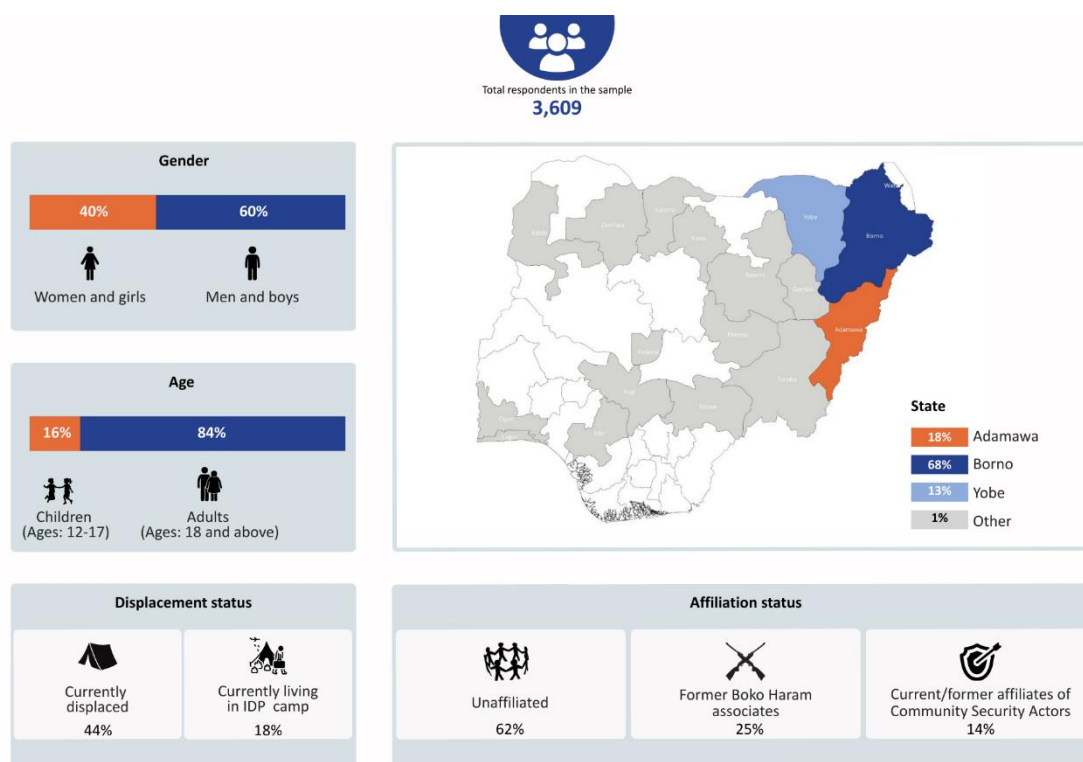 Total respondents in the sample
3,609
Gender
40%
60%
Women and girls
Men and boys
Age
16%
84%
Children
(Ages: 12-17)
Adults
(Ages: 18 and above)
Yobe
Borno
Adamawa
State
18% Adamawa
68% Borno
13% Yobe
1% Other
Displacement status
Currently
displaced
44%
Currently living
in IDP camp
18%
Affiliation status
Unaffiliated
62%
Former Boko Haram
associates
25%
Current/former affiliates of
Community Security Actors
14%